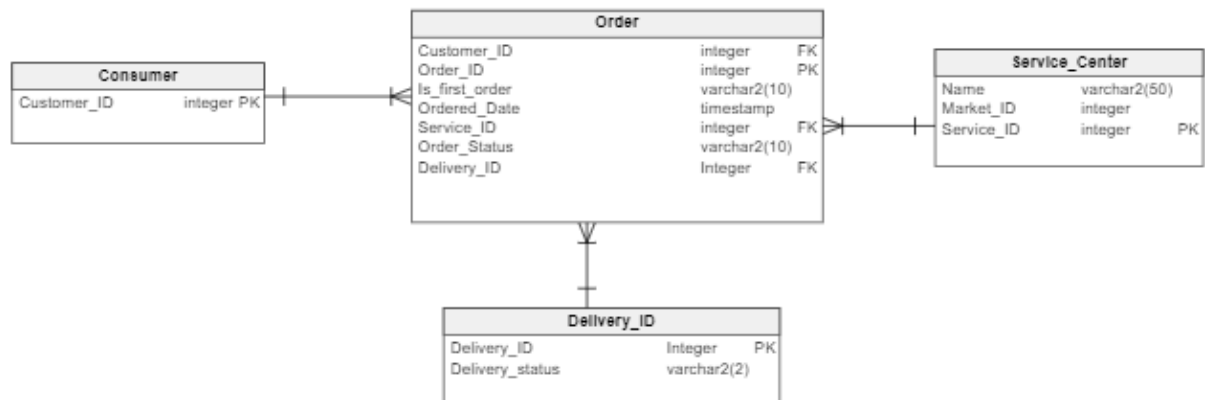 Order
Customer_ID integer FK
Order_ID integer PK
Is_first_order varchar2(10)
Ordered_Date timestamp
Service_ID integer FK
Order_Status varchar2(10)
Delivery_ID Integer FK
Consumer
Customer_ID integer PK
Service_Center
Name varchar2(50)
Market_ID integer
Service_ID integer PK
Delivery_ID
Delivery_ID Integer PK
Delivery_status varchar2(2)